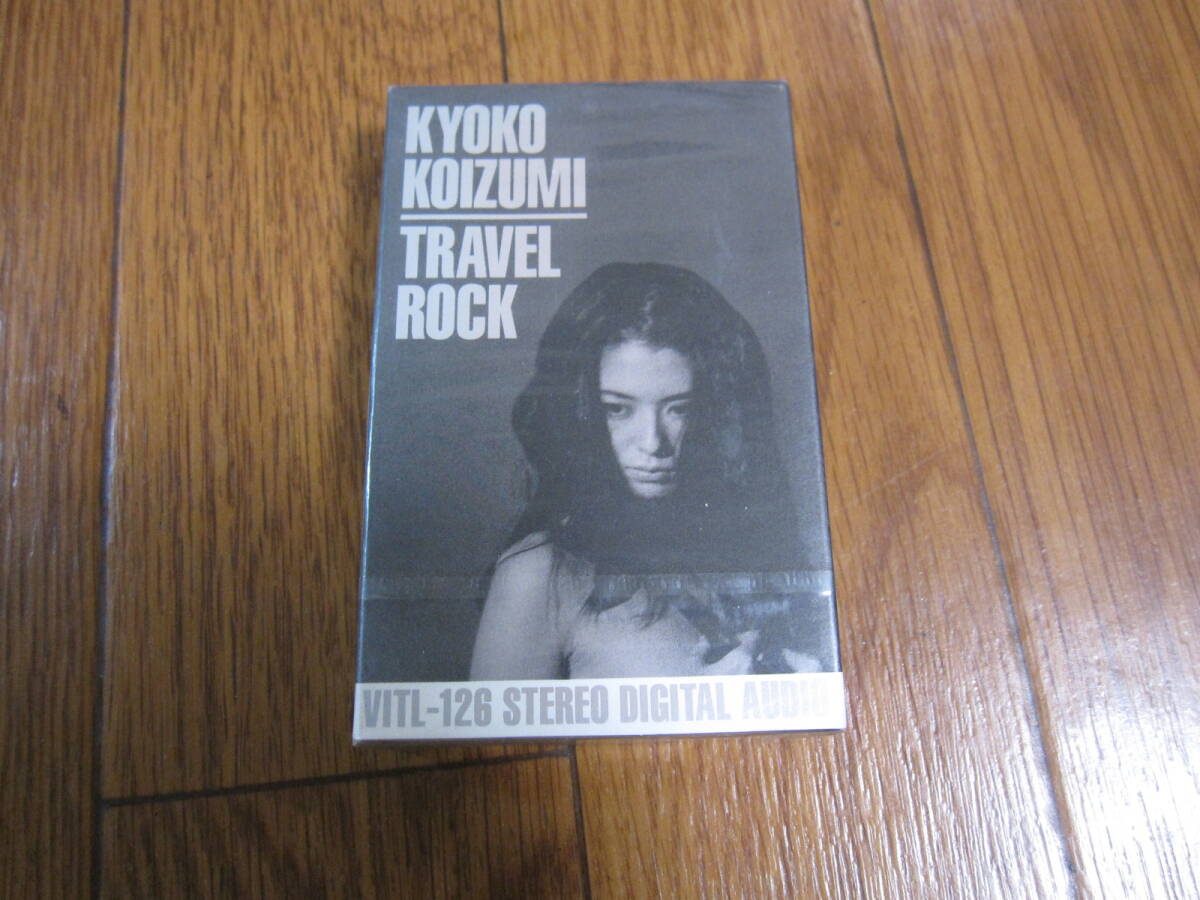 KYOKO
KOIZUMI
TRAVEL
ROCK
VITL-126 STEREO DIGITAL AUDIO